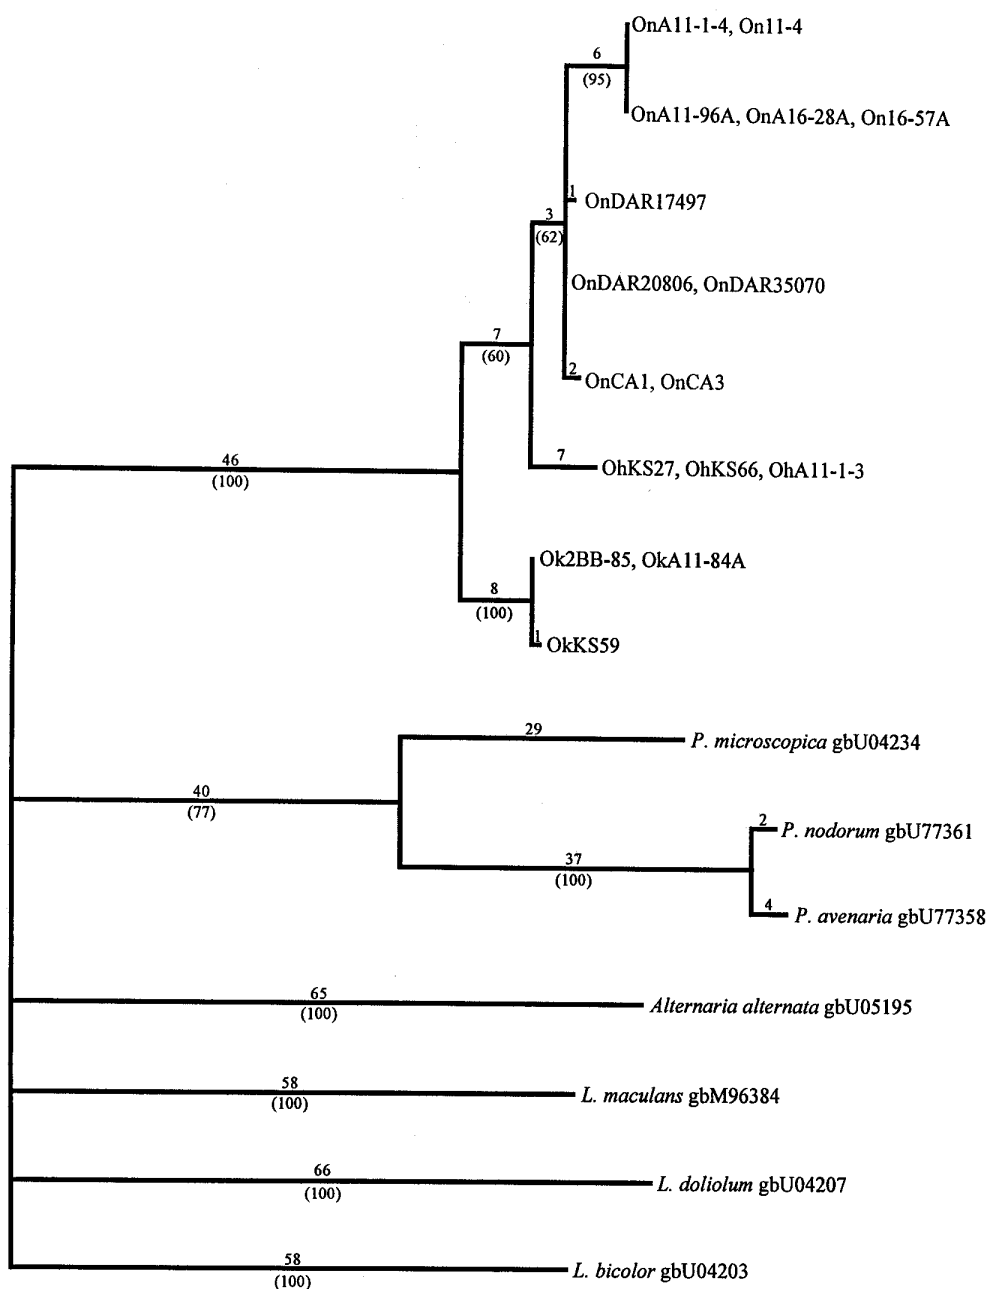 OnA11-1-4, On11-4
6
(95)
OnA11-96A, OnA16-28A, On16-57A
1
OnDAR17497
3
(62)
OnDAR20806, OnDAR35070
7
(60)
2
OnCA1, OnCA3
46
(100)
7
OhKS27, OhKS66, OhA11-1-3
Ok2BB-85, OkA11-84A
8
(100)
1
OkKS59
29
P. microscopica gbU04234
40
(77)
2
P. nodorum gbU77361
37
(100)
4
P. avenaria gbU77358
65
(100)
Alternaria alternata gbU05195
58
(100)
L. maculans gbM96384
66
(100)
L. doliolum gbU04207
58
(100)
L. bicolor gbU04203